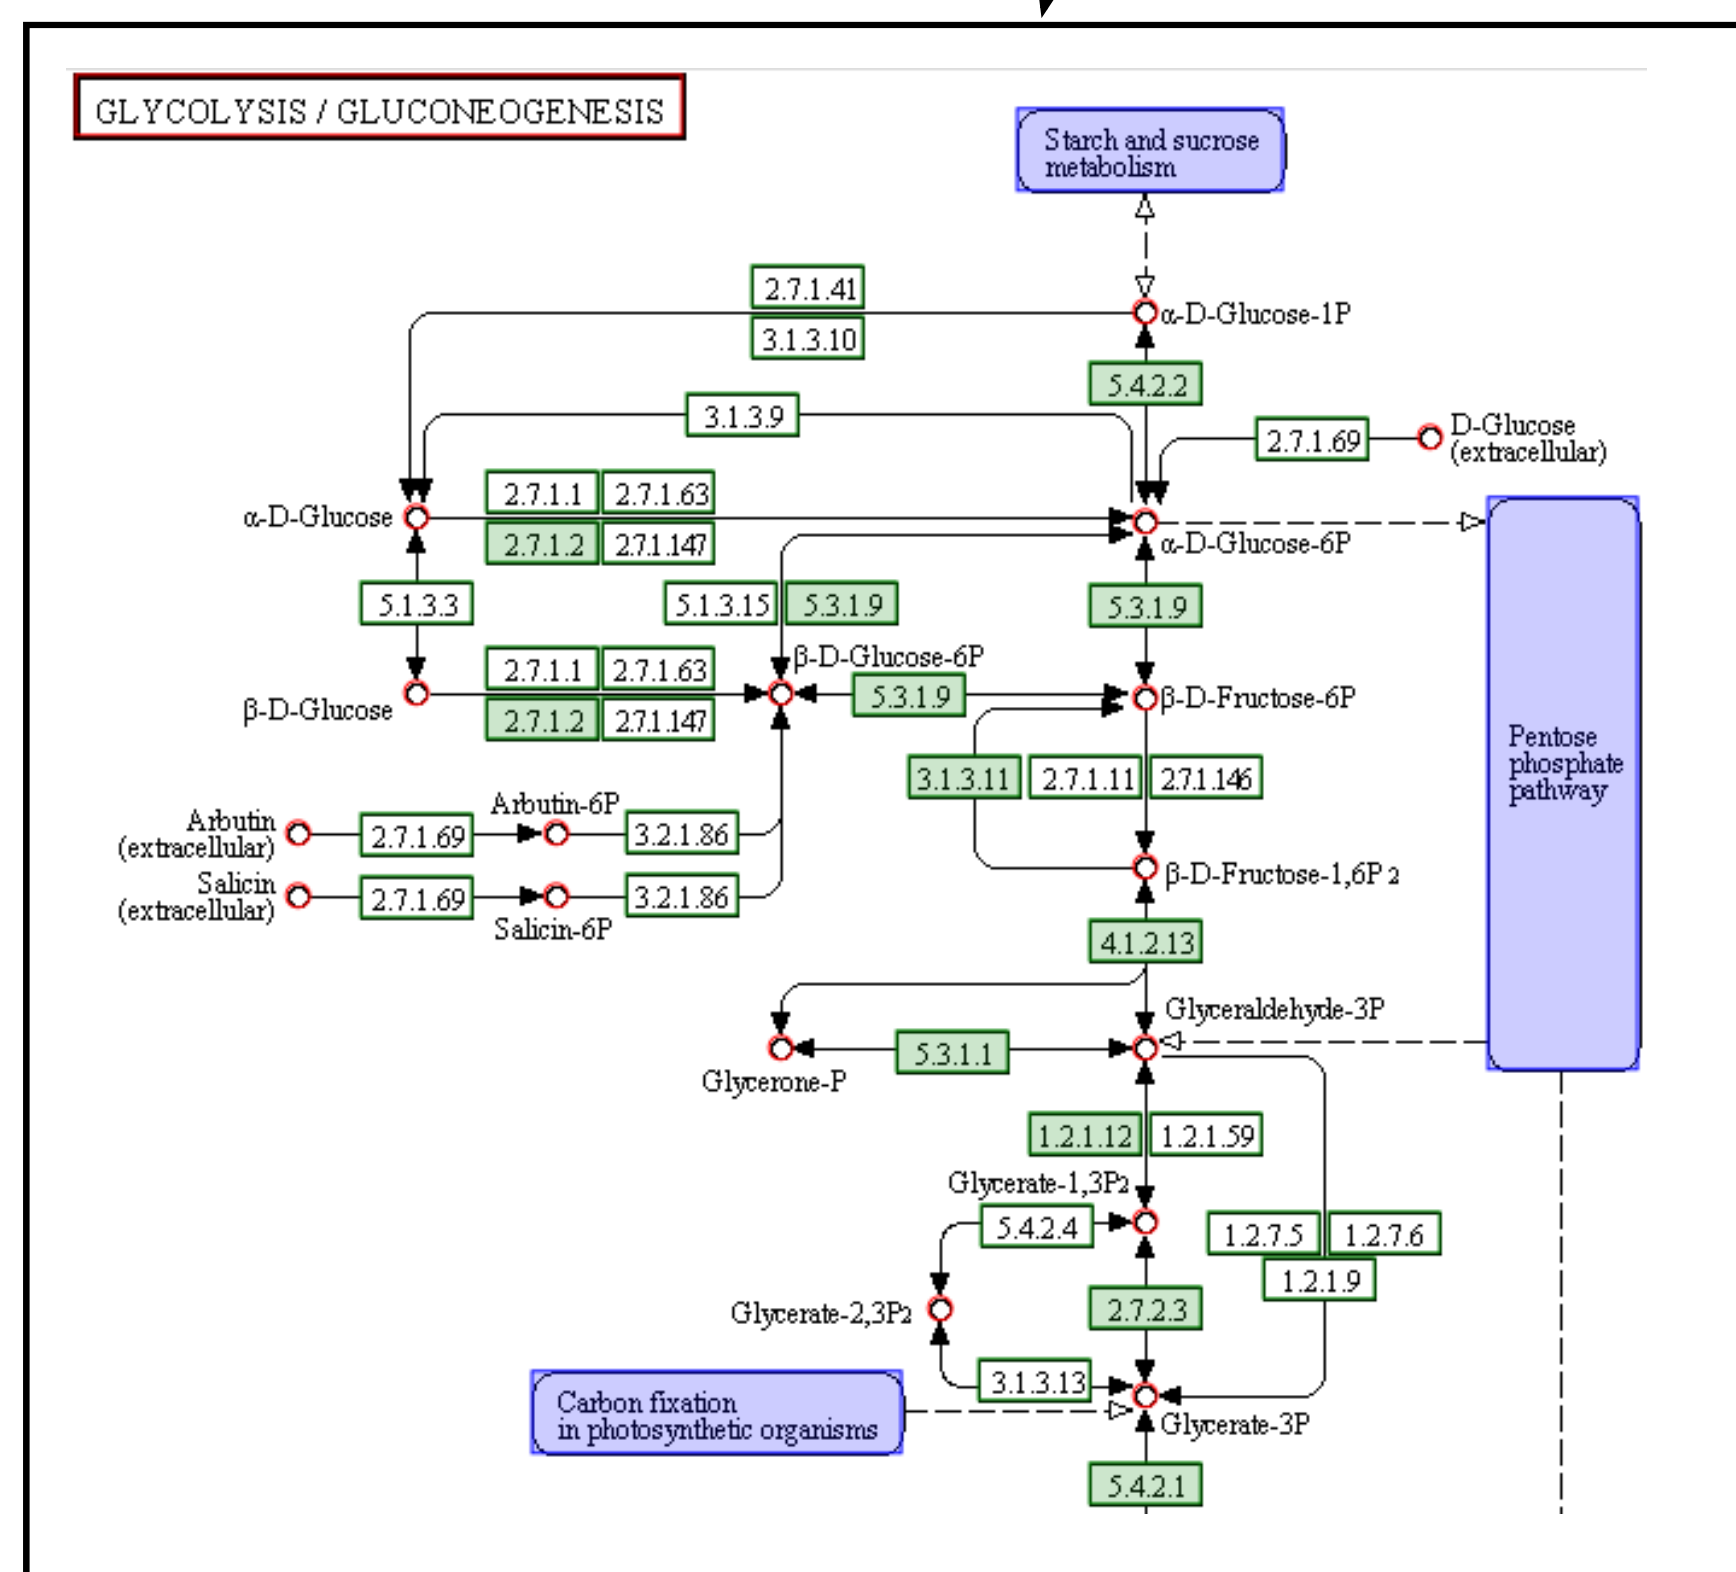 GLYCOLYSIS / GLUCONEOGENESIS
Starch and sucrose
metabolism
2.7.1.41
α-D-Glucose-1P
3.1.3.10
5.4.2.2
3.1.3.9
D-Glucose
(extracellular)
2.7.1.69
2.7.1.1
2.7.1.63
α-D-Glucose
2.7.1.2
2.7.1.147
α-D-Glucose-6P
5.1.3.3
5.1.3.15
5.3.1.9
5.3.1.9
2.7.1.1
2.7.1.63
β-D-Glucose-6P
β-D-Glucose
2.7.1.2
2.7.1.147
5.3.1.9
β-D-Fructose-6P
Pentose
phosphate
pathway
3.1.3.11
2.7.1.11
2.7.1.146
Arbutin
(extracellular)
2.7.1.69
Arbutin-6P
3.2.1.86
Salicin
(extracellular)
2.7.1.69
Salicin-6P
3.2.1.86
β-D-Fructose-1,6P2
4.1.2.13
Glyceraldehyde-3P
5.3.1.1
Glycerone-P
1.2.1.12
1.2.1.59
Glycerate-1,3P2
5.4.2.4
1.2.7.5
1.2.7.6
1.2.1.9
Glycerate-2,3P2
2.7.2.3
3.1.3.13
Carbon fixation
in photosynthetic organisms
Glycerate-3P
5.4.2.1